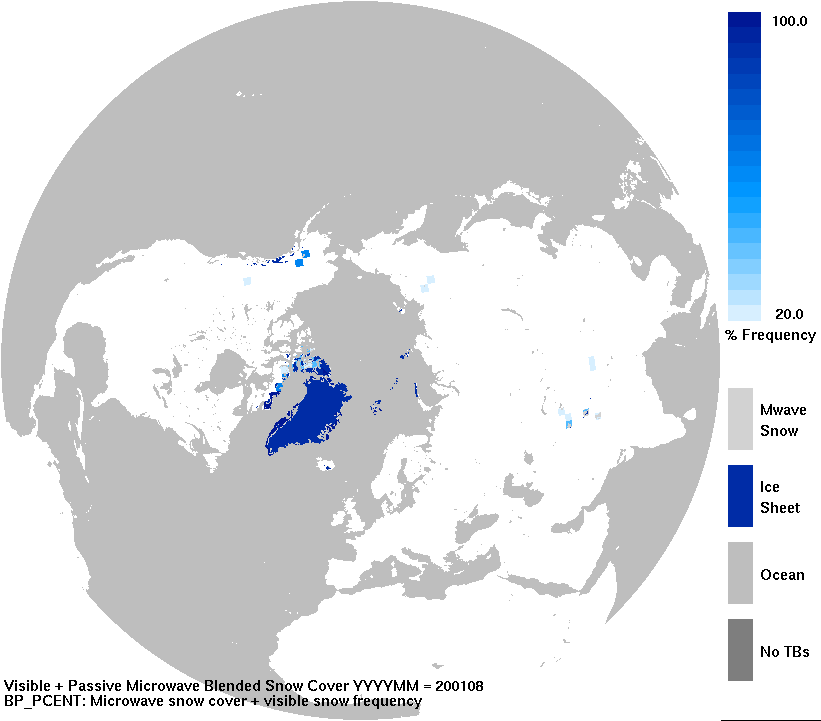 100.0
20.0
% Frequency
Mwave
Snow
Ice
Sheet
Ocean
No TBs
Visible + Passive Microwave Blended Snow Cover YYYYMM = 200108
BP_PCENT: Microwave snow cover + visible snow frequency